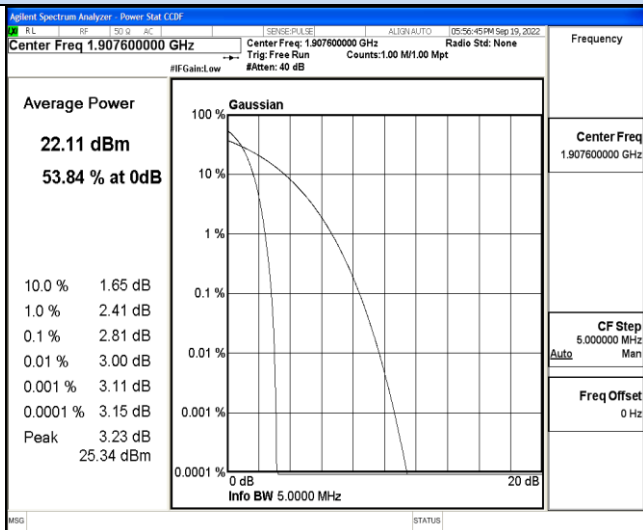 Agilent Spectrum Analyzer - Power Stat CCDF
RL RF 50 Ω AC SENSE:PULSE ALIGN AUTO 05:56:45 PM Sep 19, 2022
Center Freq 1.907600000 GHz
Center Freq: 1.907600000 GHz Radio Std: None
Trig: Free Run Counts:1.00 M/1.00 Mpt
#IFGain:Low #Atten: 40 dB
Frequency
Average Power
22.11 dBm
53.84 % at 0dB
10.0 % 1.65 dB
1.0 % 2.41 dB
0.1 % 2.81 dB
0.01 % 3.00 dB
0.001 % 3.11 dB
0.0001 % 3.15 dB
Peak 3.23 dB
25.34 dBm
Gaussian
100 %
10 %
1 %
0.1 %
0.01 %
0.001 %
0.0001 %
0 dB 20 dB
Info BW 5.0000 MHz
Center Freq
1.907600000 GHz
CF Step
5.000000 MHz
Auto Man
Freq Offset
0 Hz
MSG STATUS